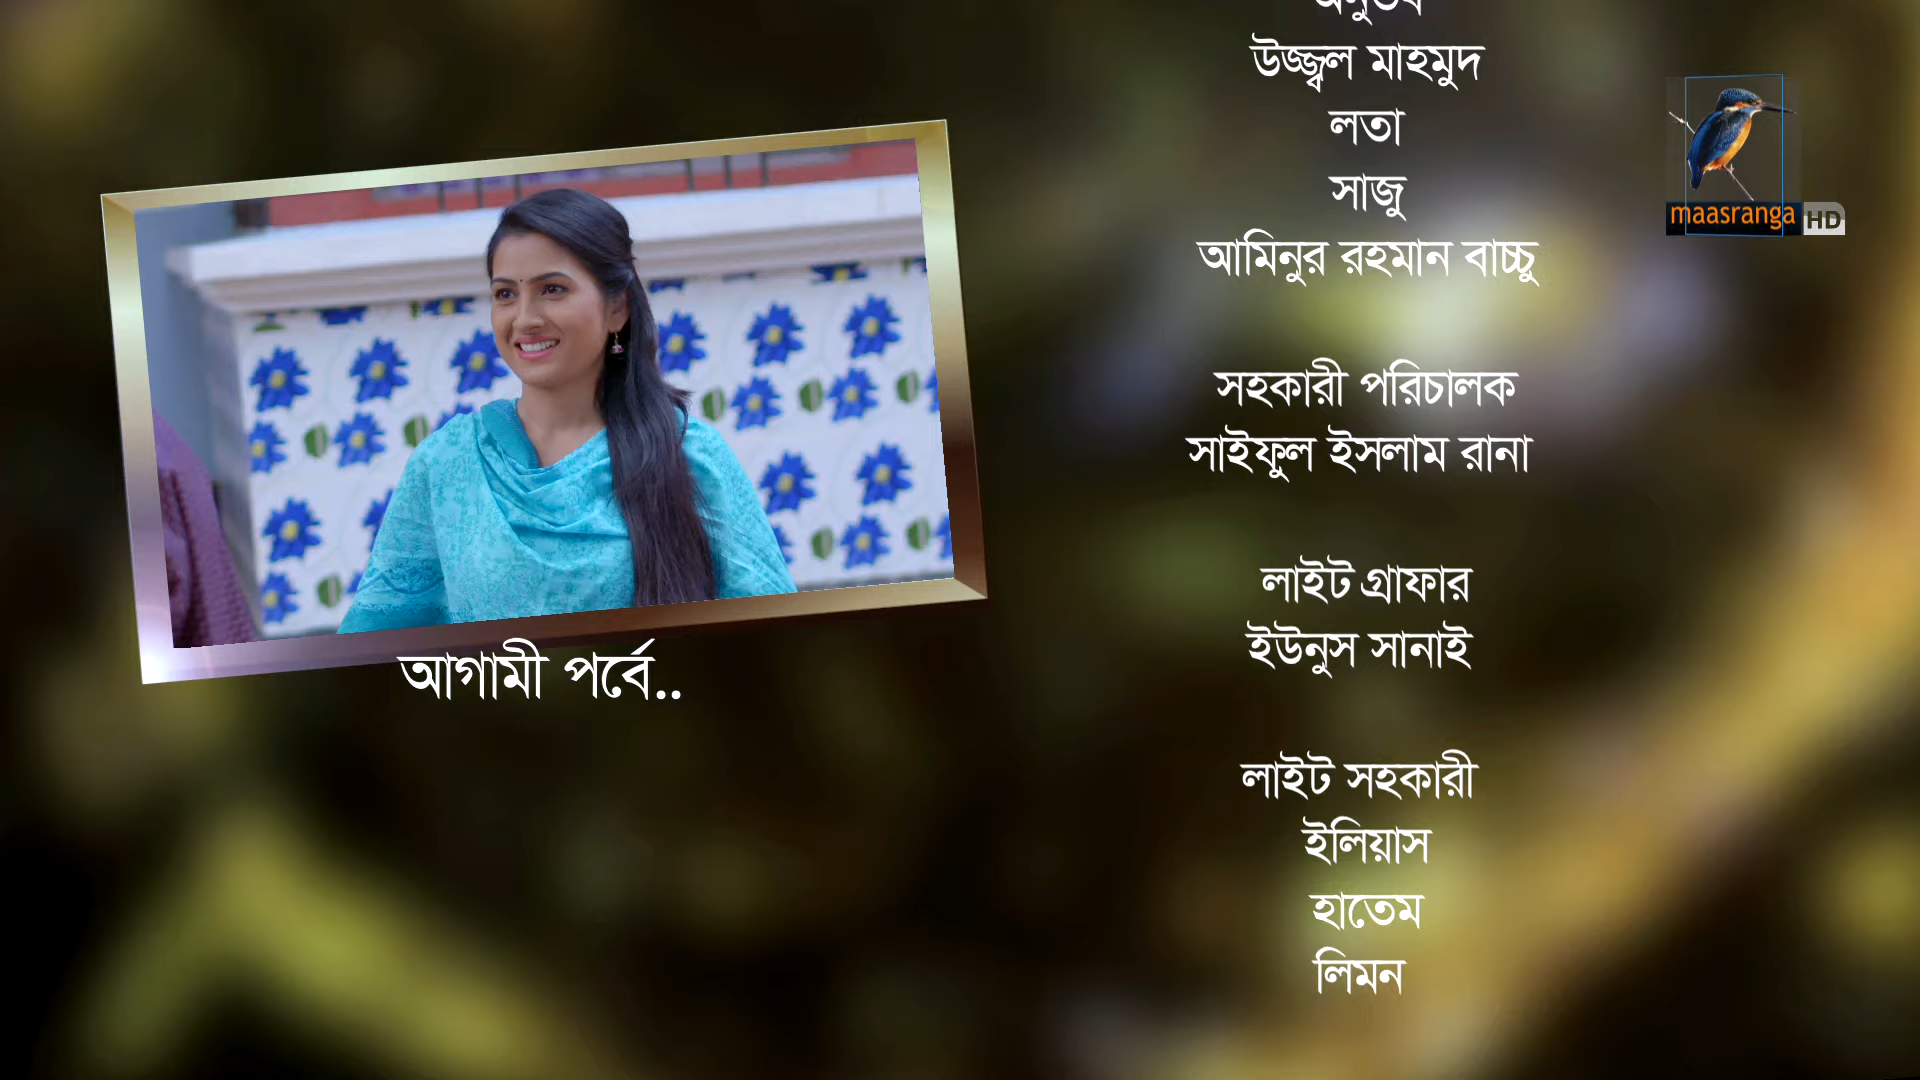 উজ্জ্বল মাহমুদ
লতা
সাজু
আমিনুর রহমান বাচ্চু
সহকারী পরিচালক
সাইফুল ইসলাম রানা
লাইট গ্রাফার
ইউনুস সানাই
লাইট সহকারী
ইলিয়াস
হাতেম
লিমন
আগামী পর্বে..
maasranga HD